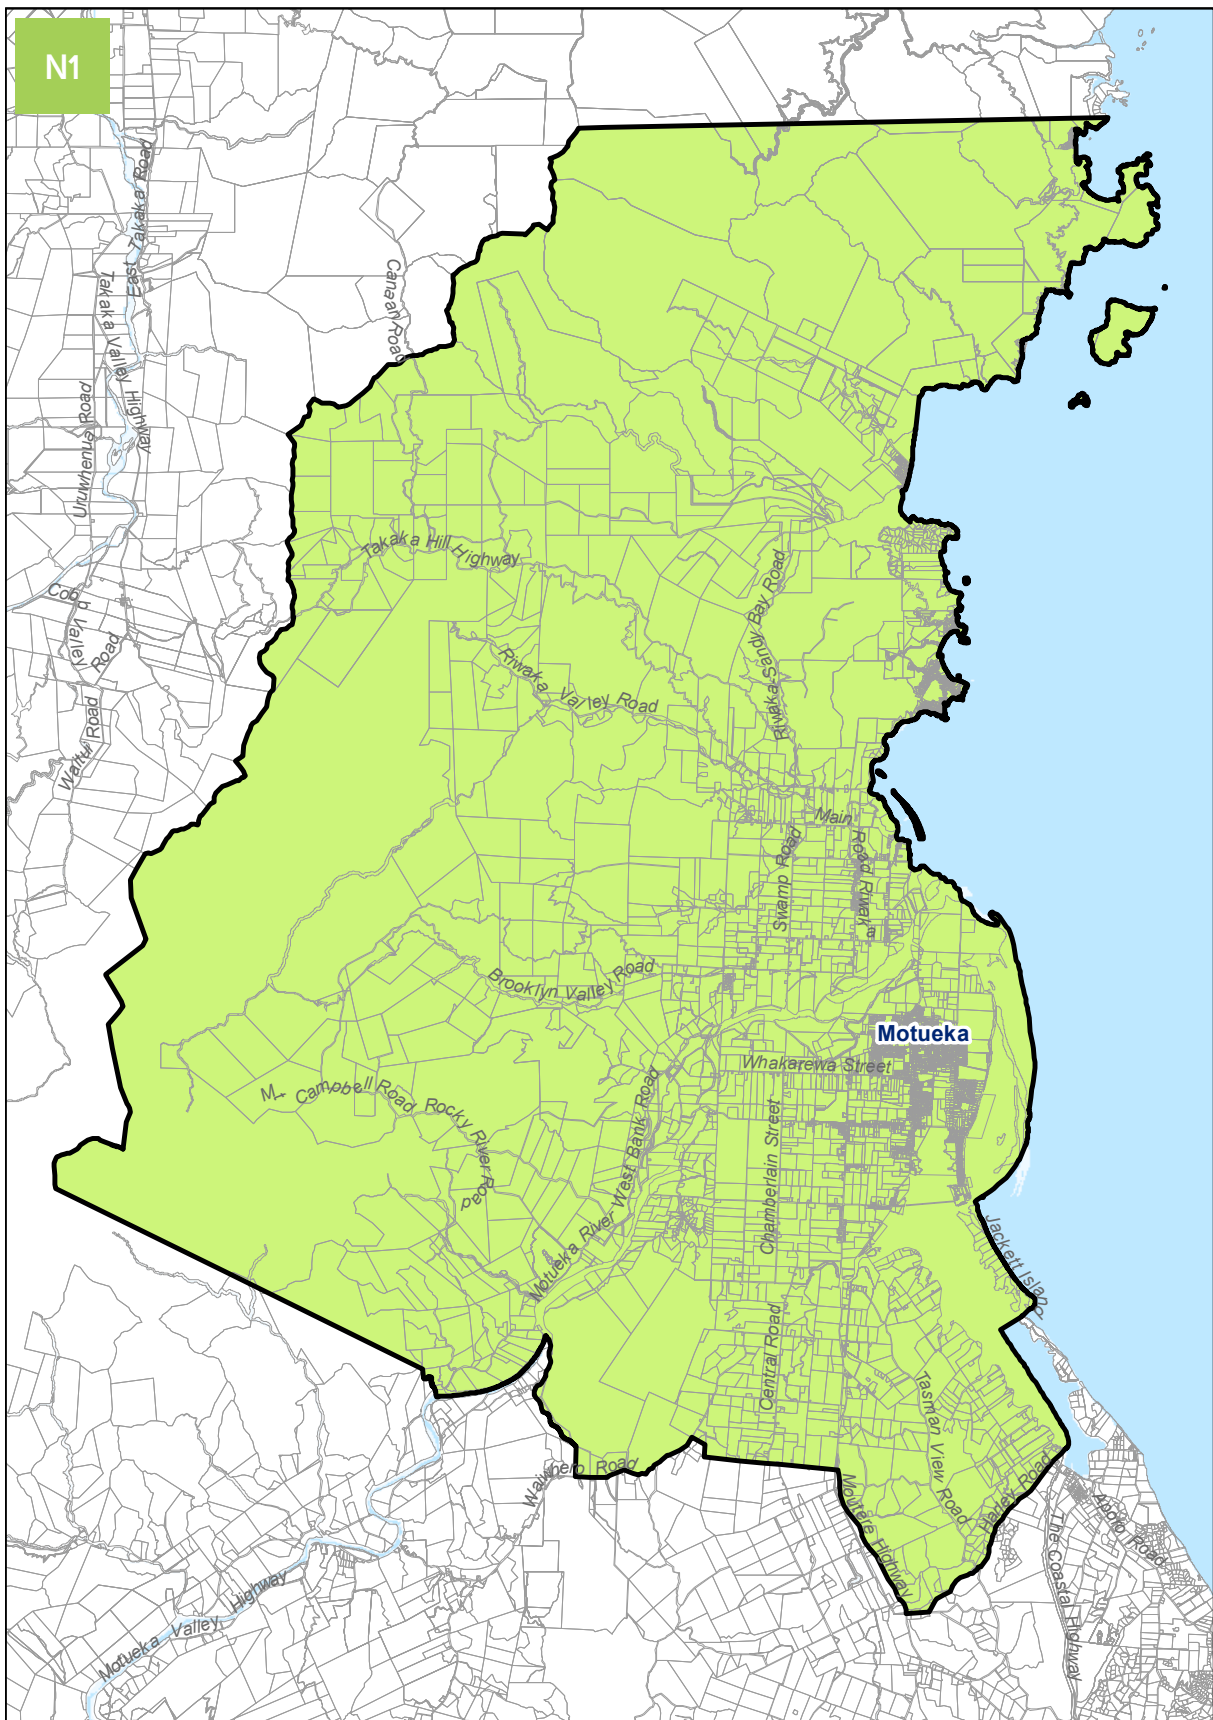 N1
East Takaka Road
Takaka Valley Highway
Canaan Road
Uruwhenua Road
Takaka Hill Highway
Cobb Valley Road
Riwaka-Sandy Bay Road
Riwaka Valley Road
Waitui Road
Main Road Riwaka
Swamp Road
Brooklyn Valley Road
Motueka
Whakarewa Street
Mt Campbell Road
Rocky River Road
Motueka River West Bank Road
Chamberlain Street
Jackett Island
Central Road
Tasman View Road
Waiwhero Road
Moutere Highway
Harley Road
Apolo Road
The Coastal Highway
Motueka Valley Highway